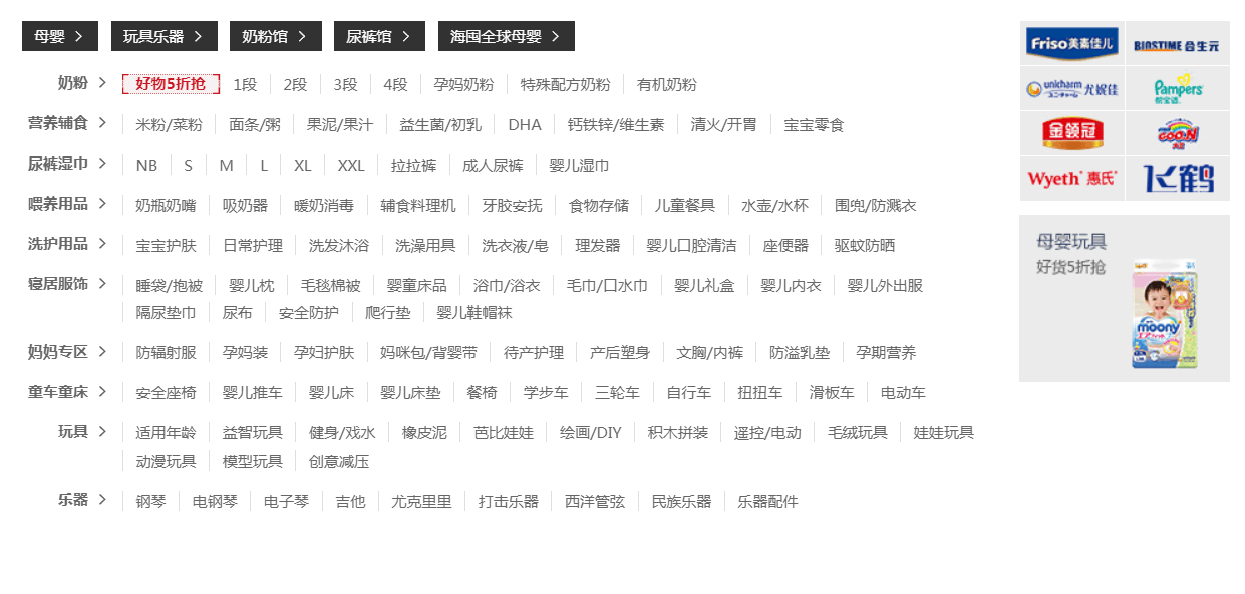 母婴 玩具乐器 奶粉馆 尿裤馆 海囤全球母婴
奶粉 好物5折抢 1段 2段 3段 4段 孕妈奶粉 特殊配方奶粉 有机奶粉
营养辅食 米粉/菜粉 面条/粥 果泥/果汁 益生菌/初乳 DHA 钙铁锌/维生素 清火/开胃 宝宝零食
尿裤湿巾 NB S M L XL XXL 拉拉裤 成人尿裤 婴儿湿巾
喂养用品 奶瓶奶嘴 吸奶器 暖奶消毒 辅食料理机 牙胶安抚 食物存储 儿童餐具 水壶/水杯 围兜/防溅衣
洗护用品 宝宝护肤 日常护理 洗发沐浴 洗澡用具 洗衣液/皂 理发器 婴儿口腔清洁 座便器 驱蚊防晒
寝居服饰 睡袋/抱被 婴儿枕 毛毯棉被 婴童床品 浴巾/浴衣 毛巾/口水巾 婴儿礼盒 婴儿内衣 婴儿外出服
隔尿垫巾 尿布 安全防护 爬行垫 婴儿鞋帽袜
妈妈专区 防辐射服 孕妈装 孕妇护肤 妈咪包/背婴带 待产护理 产后塑身 文胸/内裤 防溢乳垫 孕期营养
童车童床 安全座椅 婴儿推车 婴儿床 婴儿床垫 餐椅 学步车 三轮车 自行车 扭扭车 滑板车 电动车
玩具 适用年龄 益智玩具 健身/戏水 橡皮泥 芭比娃娃 绘画/DIY 积木拼装 遥控/电动 毛绒玩具 娃娃玩具
动漫玩具 模型玩具 创意减压
乐器 钢琴 电钢琴 电子琴 吉他 尤克里里 打击乐器 西洋管弦 民族乐器 乐器配件
Friso美素佳儿 BIOSTIME 合生元
unicharm ユニ・チャーム 尤妮佳 Pampers 帮宝适
金领冠 GOO.N 大王
Wyeth 惠氏 飞鹤
母婴玩具
好货5折抢
moony